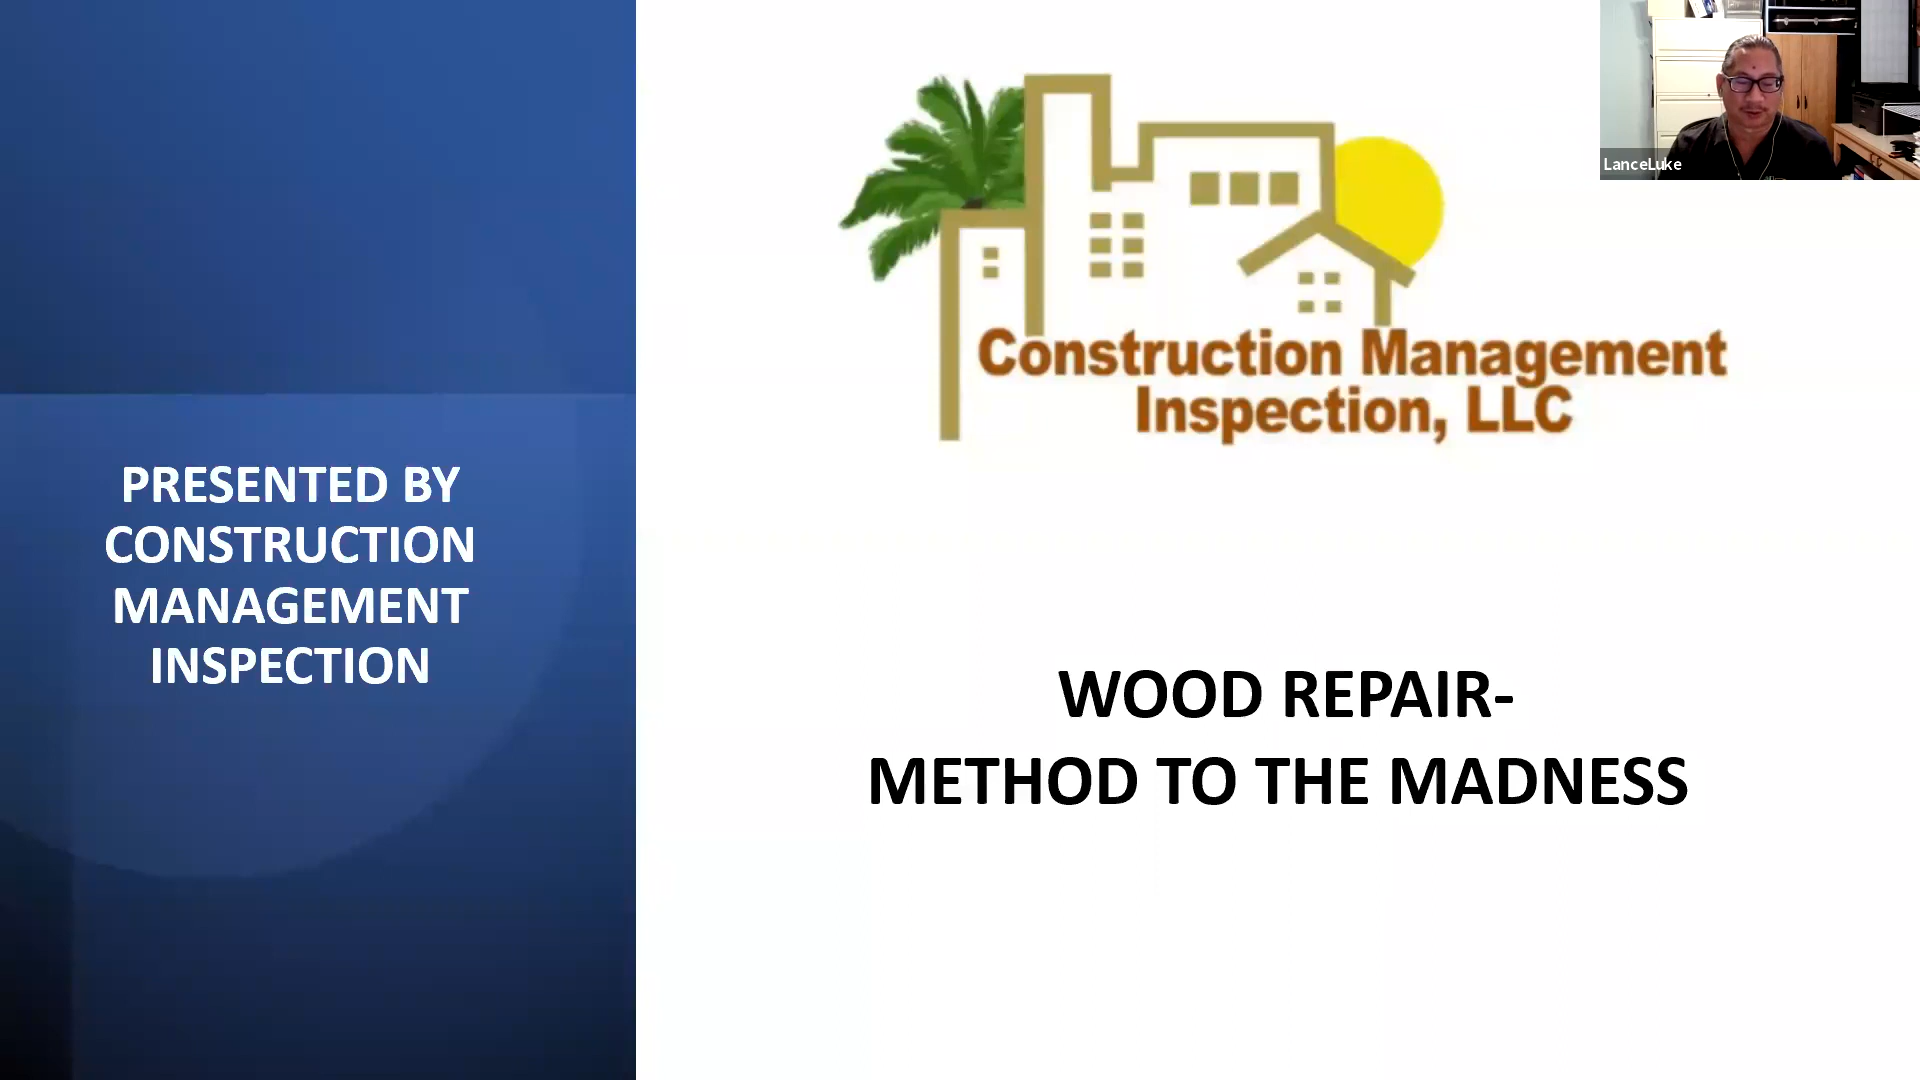 PRESENTED BY
CONSTRUCTION
MANAGEMENT
INSPECTION
Construction Management
Inspection, LLC
WOOD REPAIR-
METHOD TO THE MADNESS
LanceLuke